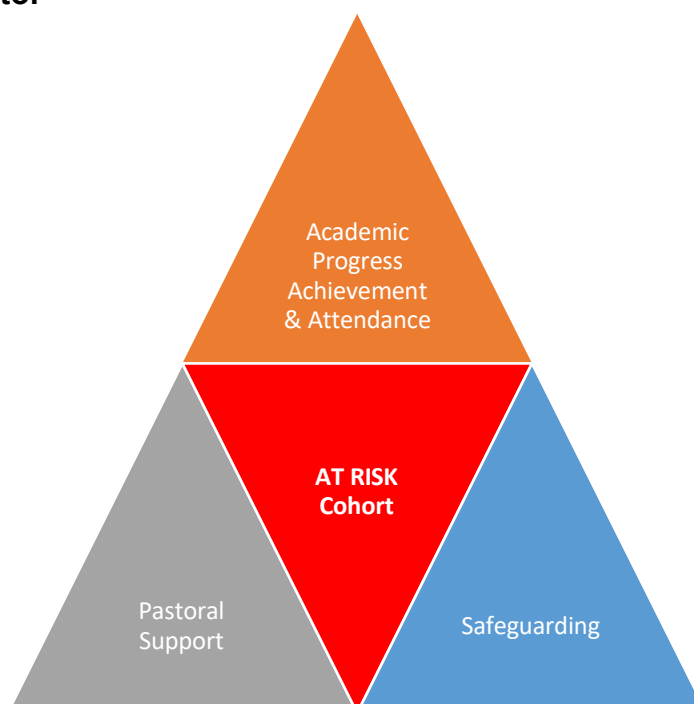 Academic
Progress
Achievement
& Attendance
AT RISK
Cohort
Pastoral
Support
Safeguarding